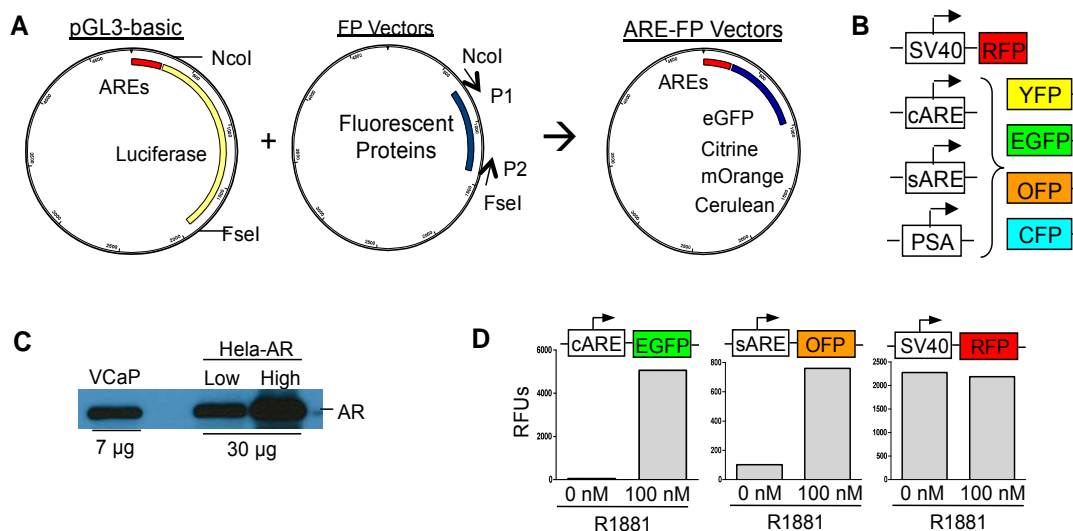 A
pGL3-basic
NcoI
AREs
Luciferase
FseI
+
FP Vectors
P1
Fluorescent
Proteins
P2
FseI
ARE-FP Vectors
AREs
eGFP
Citrine
mOrange
Cerulean
B
SV40 RFP
cARE
sARE
PSA
YFP
EGFP
OFP
CFP
C
Hela-AR
VCaP Low High
AR
7 µg 30 µg
D
cARE EGFP
RFUs
6000
4000
2000
0
0 nM 100 nM
R1881
sARE OFP
800
600
400
200
0
0 nM 100 nM
R1881
SV40 RFP
2500
2000
1500
1000
500
0
0 nM 100 nM
R1881